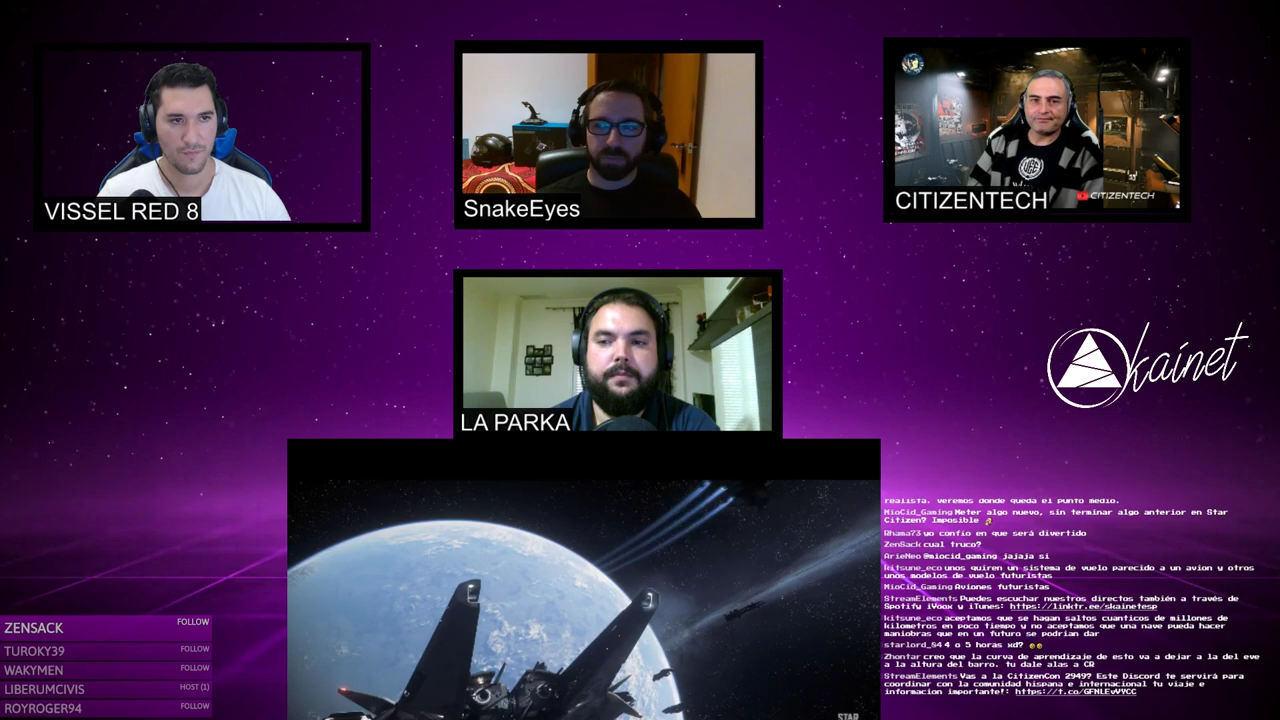 VISSEL RED 8
SnakeEyes
CITIZENTECH
CITIZENTECH
LA PARKA
kainet
realista. veremos donde queda el punto medio.
MioCid_Gaming Meter algo nuevo, sin terminar algo anterior en Star
Citizen? Imposible
Rhama73 yo confio en que será divertido
ZenSack cual truco?
ArieNeo @miocid_gaming jajaja si
kitsune_eco unos quiren un sistema de vuelo parecido a un avion y otros
unos modelos de vuelo futuristas
MioCid_Gaming Aviones futuristas
StreamElements Puedes escuchar nuestros directos también a través de
Spotify iVoox y iTunes: https://linktr.ee/skainetesp
kitsune_eco aceptamos que se hagan saltos cuanticos de millones de
kilometros en poco tiempo y no aceptamos que una nave pueda hacer
maniobras que en un futuro se podrian dar
starlord_84 4 o 5 horas xd?
Zhontar creo que la curva de aprendizaje de esto va a dejar a la del eve
a la altura del barro. tu dale alas a CR
StreamElements Vas a la CitizenCon 2949? Este Discord te servirá para
coordinar con la comunidad hispana e internacional tu viaje e
informacion importante!: https://t.co/GFNLEvVYCC
ZENSACK FOLLOW
TUROKY39 FOLLOW
WAKYMEN FOLLOW
LIBERUMCIVIS HOST (1)
ROYROGER94 FOLLOW
STAR